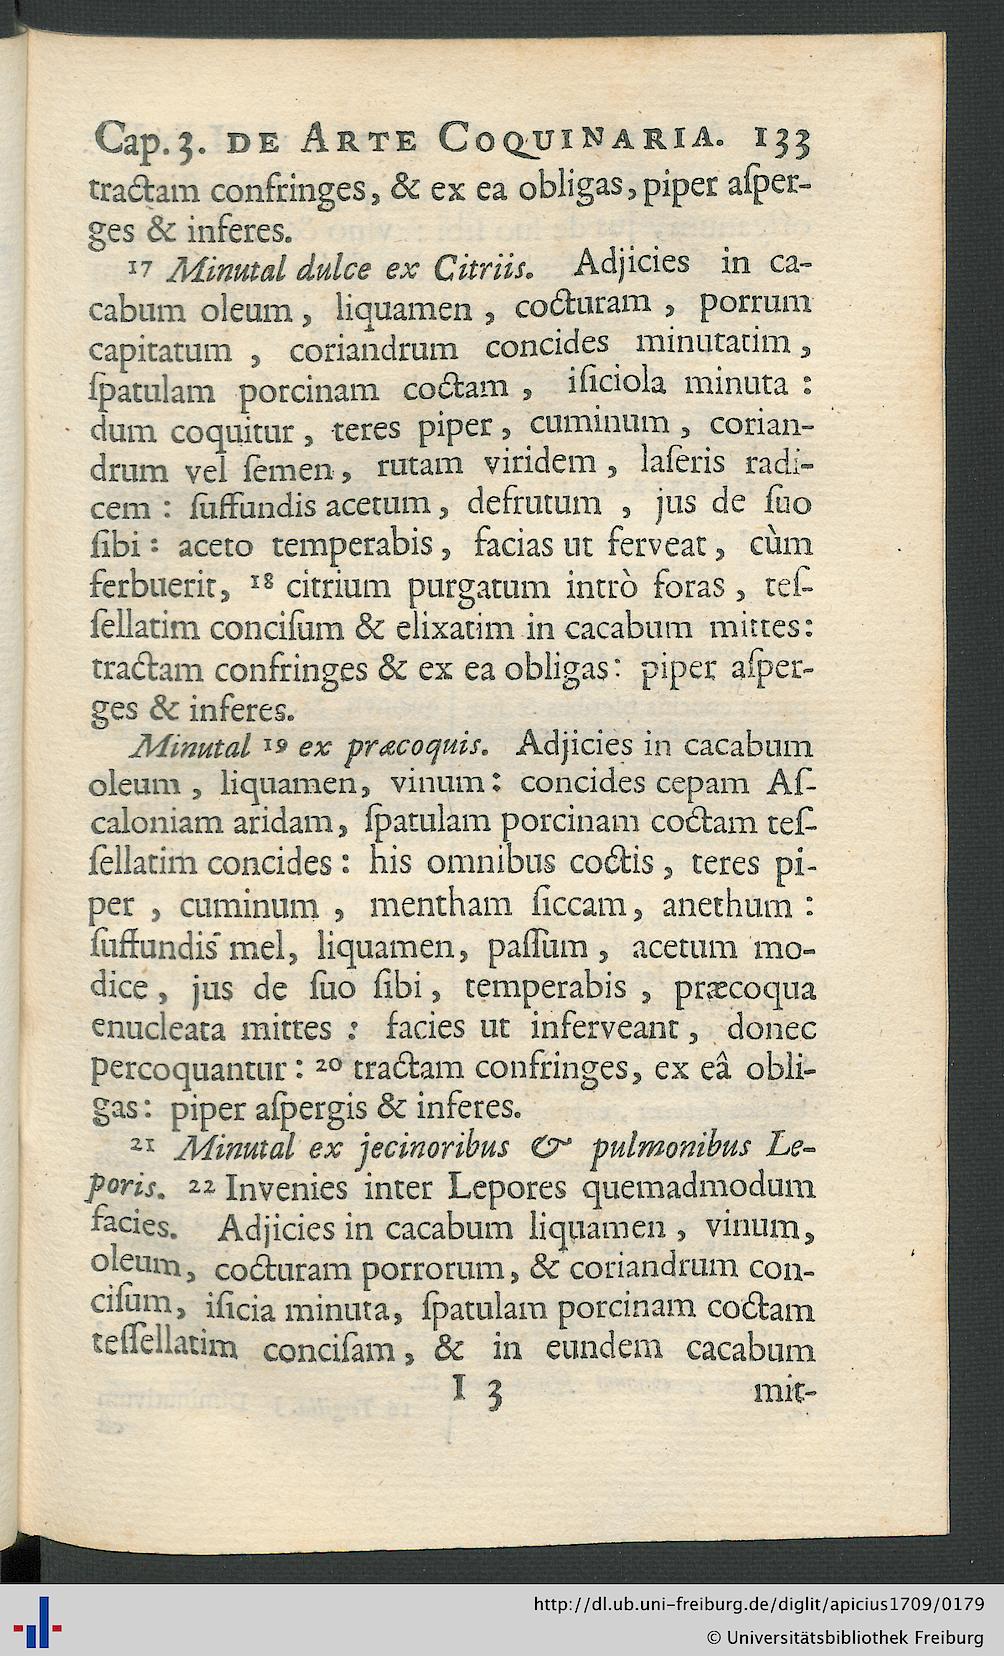 Cap. 3. DE ARTE COQUINARIA. 133
tractam confringes, & ex ea obligas, piper aſper-
ges & inferes.
17 Minutal dulce ex Citriis. Adjicies in ca-
cabum oleum, liquamen, cocturam, porrum
capitatum, coriandrum concides minutatim,
ſpatulam porcinam coctam, iſiciola minuta :
dum coquitur, teres piper, cuminum, corian-
drum vel ſemen, rutam viridem, laſeris radi-
cem : ſuffundis acetum, defrutum, jus de ſuo
ſibi : aceto temperabis, facias ut ferveat, cùm
ferbuerit, 18 citrium purgatum intrò foras, teſ-
ſellatim conciſum & elixatim in cacabum mittes:
tractam confringes & ex ea obligas: piper aſper-
ges & inferes.
Minutal 19 ex præcoquis. Adjicies in cacabum
oleum, liquamen, vinum: concides cepam Aſ-
caloniam aridam, ſpatulam porcinam coctam teſ-
ſellatim concides : his omnibus coctis, teres pi-
per, cuminum, mentham ſiccam, anethum :
ſuffundis mel, liquamen, paſſum, acetum mo-
dice, jus de ſuo ſibi, temperabis, præcoqua
enucleata mittes : facies ut inferveant, donec
percoquantur : 20 tractam confringes, ex eâ obli-
gas: piper aſpergis & inferes.
21 Minutal ex jecinoribus & pulmonibus Le-
poris. 22 Invenies inter Lepores quemadmodum
facies. Adjicies in cacabum liquamen, vinum,
oleum, cocturam porrorum, & coriandrum con-
ciſum, iſicia minuta, ſpatulam porcinam coctam
teſſellatim conciſam, & in eundem cacabum
I 3 mit-
http://dl.ub.uni-freiburg.de/diglit/apicius1709/0179
© Universitätsbibliothek Freiburg